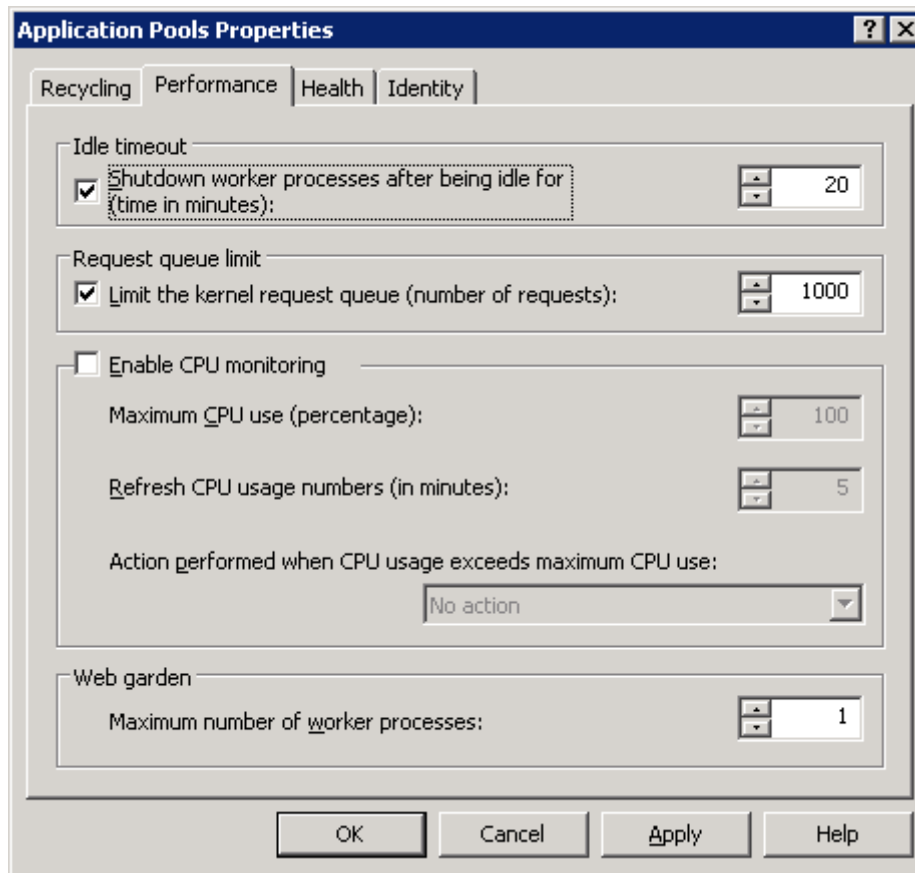 Application Pools Properties
Recycling Performance Health Identity
Idle timeout
Shutdown worker processes after being idle for
(time in minutes):
20
Request queue limit
Limit the kernel request queue (number of requests):
1000
Enable CPU monitoring
Maximum CPU use (percentage):
100
Refresh CPU usage numbers (in minutes):
5
Action performed when CPU usage exceeds maximum CPU use:
No action
Web garden
Maximum number of worker processes:
1
OK Cancel Apply Help